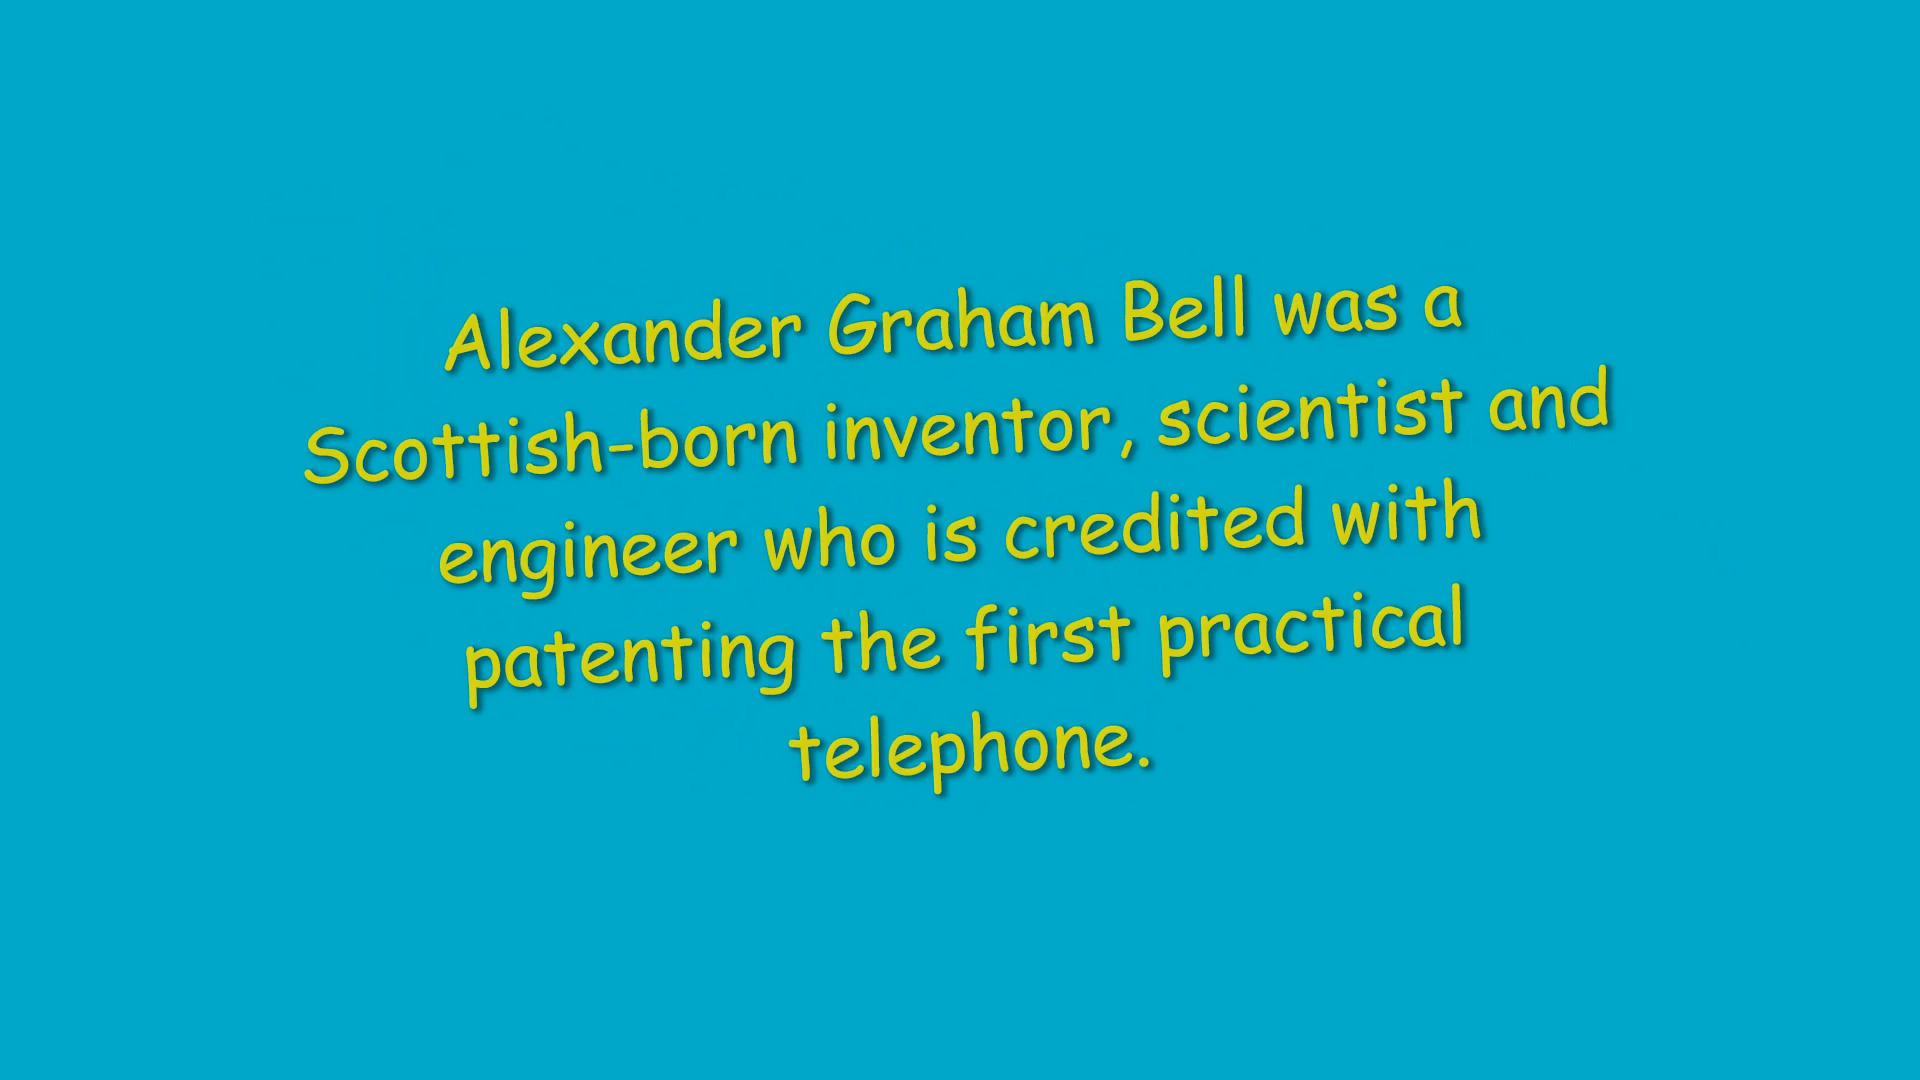 Alexander Graham Bell was a
Scottish-born inventor, scientist and
engineer who is credited with
patenting the first practical
telephone.